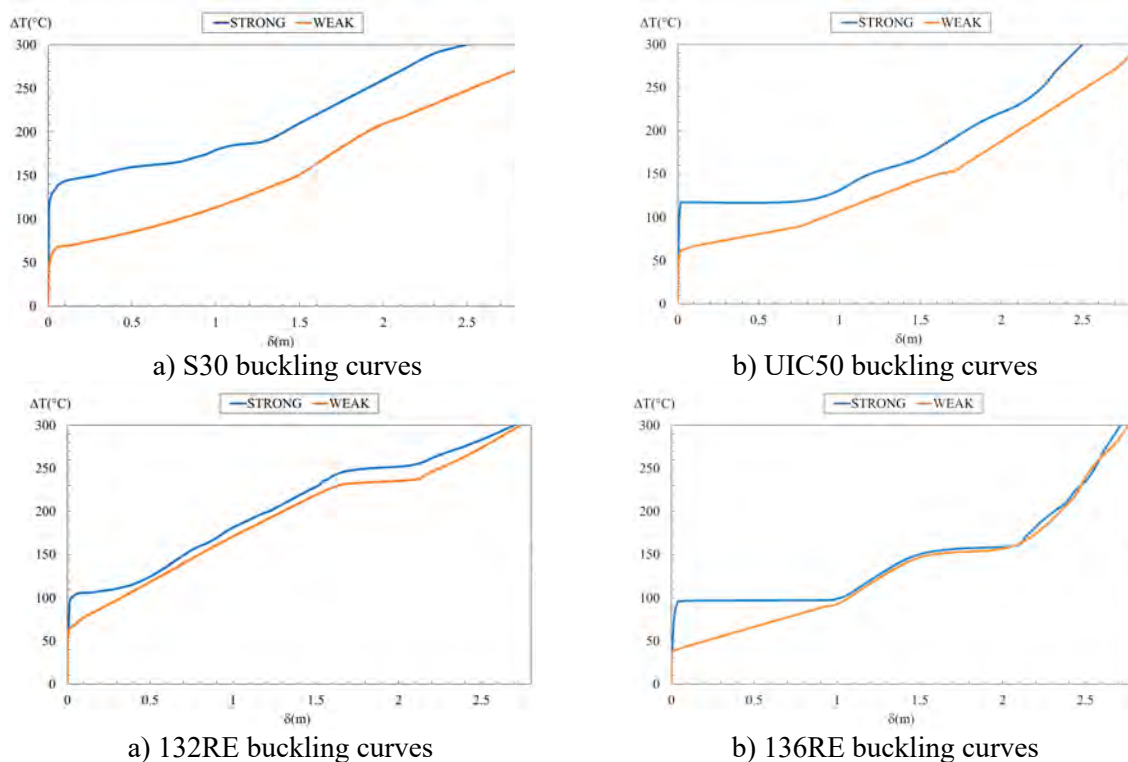 ΔT(°C)
STRONG WEAK
300
250
200
150
100
50
0
0 0.5 1 1.5 2 2.5
δ(m)
a) S30 buckling curves
ΔT(°C)
STRONG WEAK
300
250
200
150
100
50
0
0 0.5 1 1.5 2 2.5
δ(m)
b) UIC50 buckling curves
ΔT(°C)
STRONG WEAK
300
250
200
150
100
50
0
0 0.5 1 1.5 2 2.5
δ(m)
a) 132RE buckling curves
ΔT(°C)
STRONG WEAK
300
250
200
150
100
50
0
0 0.5 1 1.5 2 2.5
δ(m)
b) 136RE buckling curves